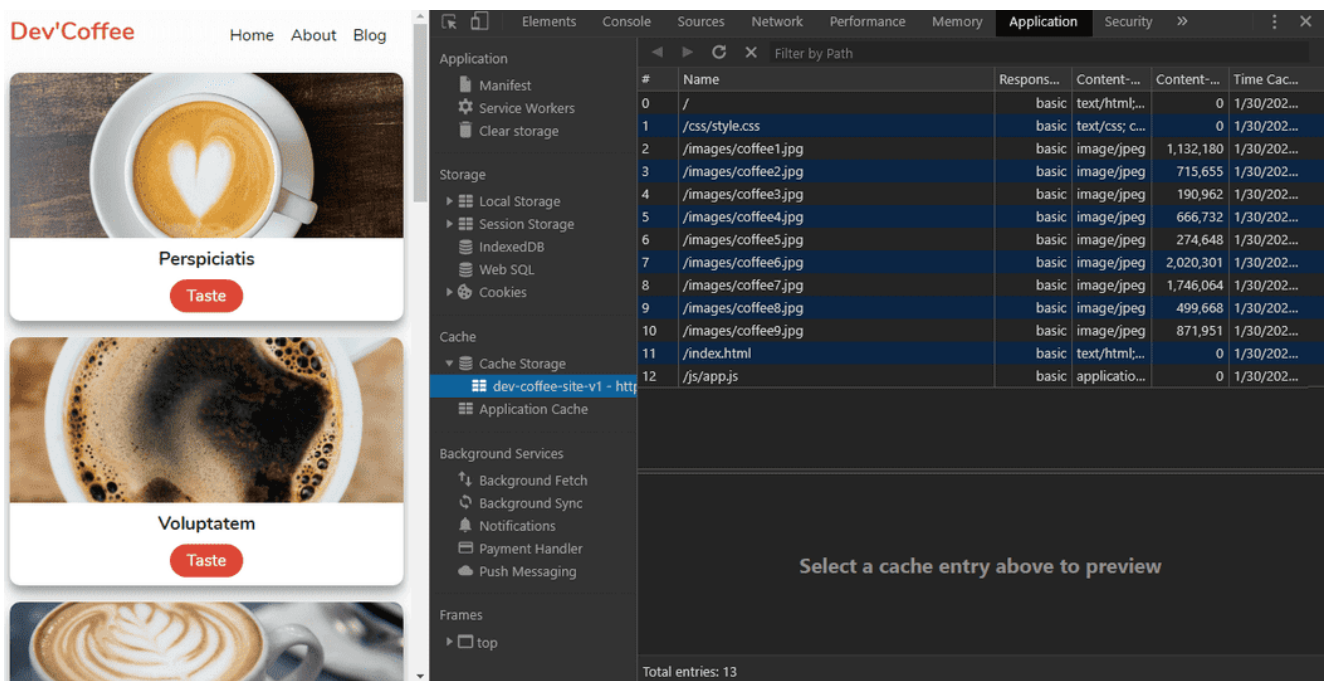 Dev'Coffee
Home About Blog
Perspiciatis
Taste
Voluptatem
Taste
Elements Console Sources Network Performance Memory Application Security »
Application
Manifest
Service Workers
Clear storage
Storage
Local Storage
Session Storage
IndexedDB
Web SQL
Cookies
Cache
Cache Storage
dev-coffee-site-v1 - http
Application Cache
Background Services
Background Fetch
Background Sync
Notifications
Payment Handler
Push Messaging
Frames
top
Filter by Path
# Name Respons... Content-... Content-... Time Cac...
0 / basic text/html;... 0 1/30/202...
1 /css/style.css basic text/css; c... 0 1/30/202...
2 /images/coffee1.jpg basic image/jpeg 1,132,180 1/30/202...
3 /images/coffee2.jpg basic image/jpeg 715,655 1/30/202...
4 /images/coffee3.jpg basic image/jpeg 190,962 1/30/202...
5 /images/coffee4.jpg basic image/jpeg 666,732 1/30/202...
6 /images/coffee5.jpg basic image/jpeg 274,648 1/30/202...
7 /images/coffee6.jpg basic image/jpeg 2,020,301 1/30/202...
8 /images/coffee7.jpg basic image/jpeg 1,746,064 1/30/202...
9 /images/coffee8.jpg basic image/jpeg 499,668 1/30/202...
10 /images/coffee9.jpg basic image/jpeg 871,951 1/30/202...
11 /index.html basic text/html;... 0 1/30/202...
12 /js/app.js basic applicatio... 0 1/30/202...
Select a cache entry above to preview
Total entries: 13